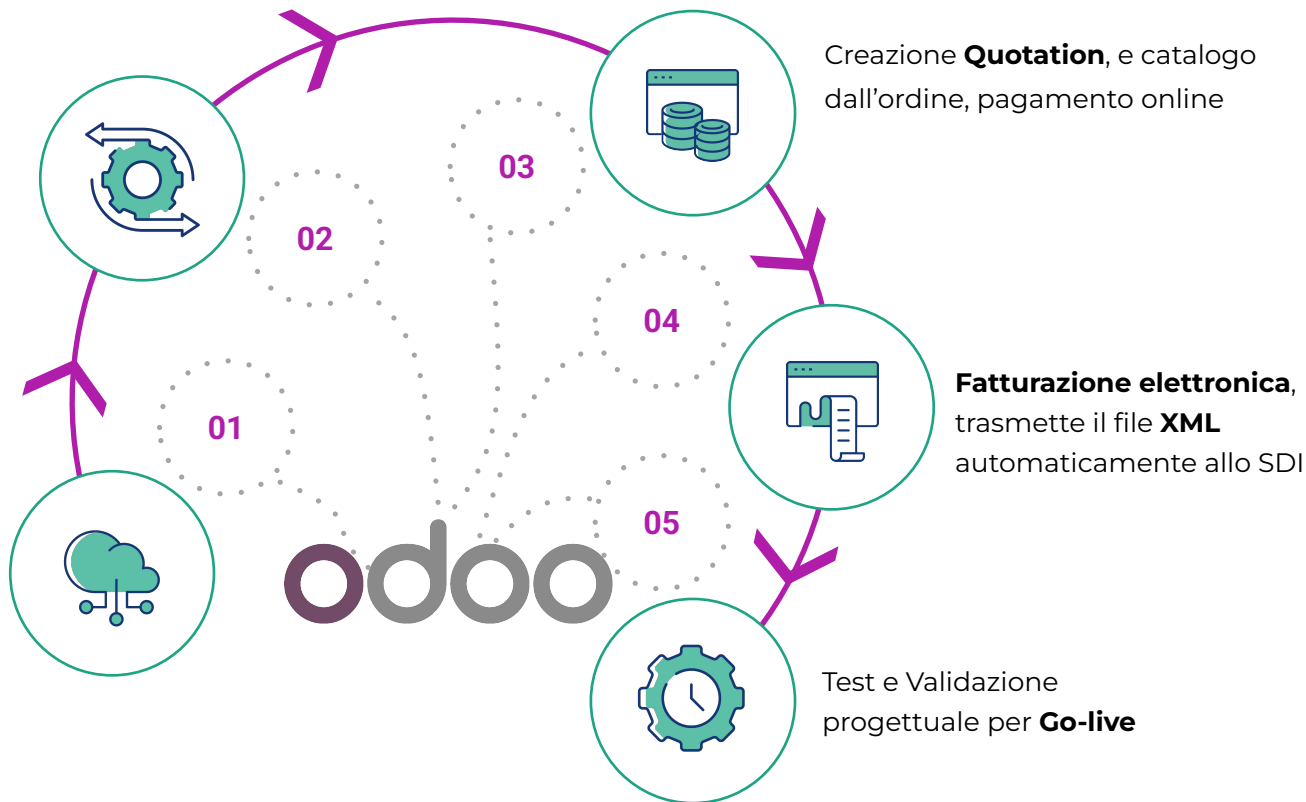 Creazione Quotation, e catalogo
dall’ordine, pagamento online
03
02
04
Fatturazione elettronica,
trasmette il file XML
automaticamente allo SDI
01
05
odoo
Test e Validazione
progettuale per Go-live